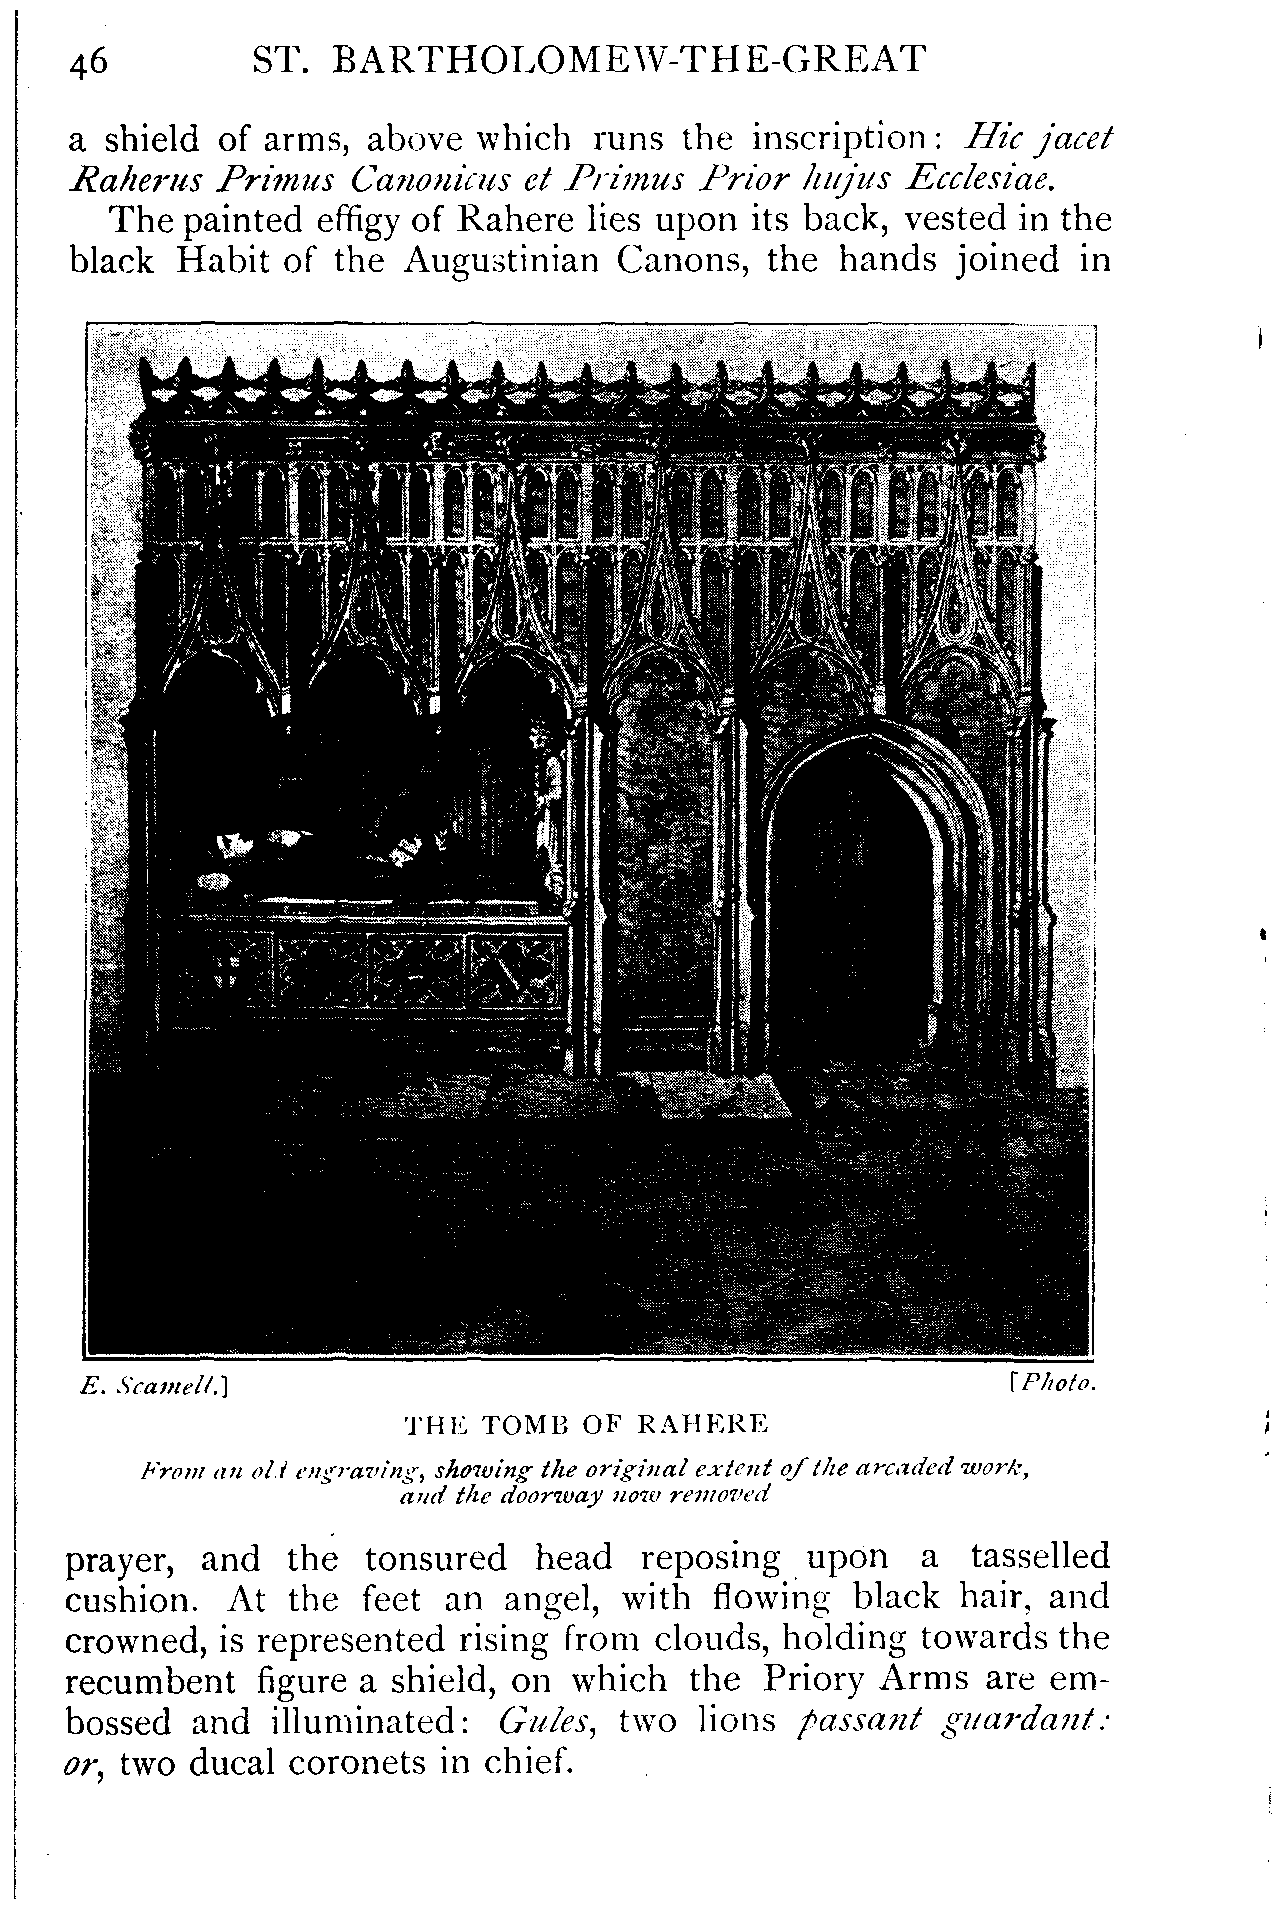 46 ST. BARTHOLOMEW-THE-GREAT
a shield of arms, above which runs the inscription: Hic jacet
Raherus Primus Canonicus et Primus Prior hujus Ecclesiae.
The painted effigy of Rahere lies upon its back, vested in the
black Habit of the Augustinian Canons, the hands joined in
E. Scamell.] [Photo.
THE TOMB OF RAHERE
From an old engraving, showing the original extent of the arcaded work,
and the doorway now removed
prayer, and the tonsured head reposing upon a tasselled
cushion. At the feet an angel, with flowing black hair, and
crowned, is represented rising from clouds, holding towards the
recumbent figure a shield, on which the Priory Arms are em-
bossed and illuminated: Gules, two lions passant guardant:
or, two ducal coronets in chief.